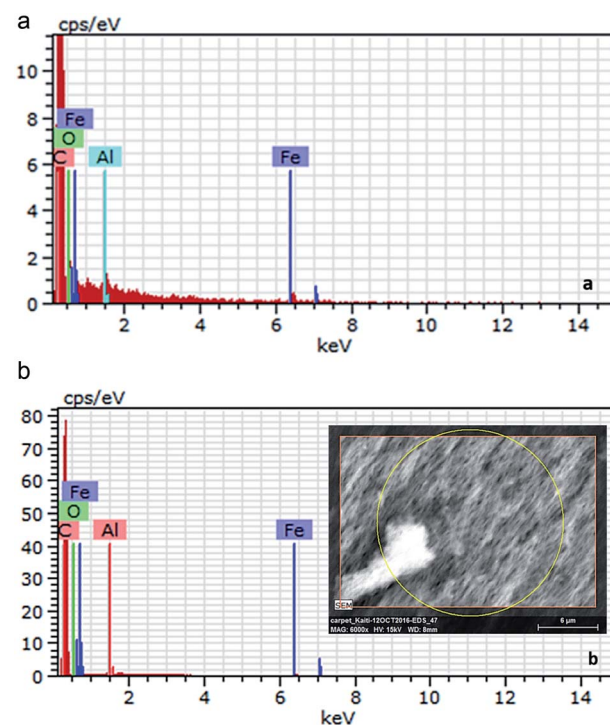 a
cps/eV
10
8
6
4
2
0
Fe
O
C
Al
Fe
a
2
4
6
8
10
12
14
keV
b
cps/eV
80
70
60
50
40
30
20
10
0
Fe
O
C
Al
Fe
SEM
carpet_Kaiti-12OCT2016-EDS_47
MAG: 6000x HV: 15kV WD: 8mm
6 µm
b
2
4
6
8
10
12
14
keV